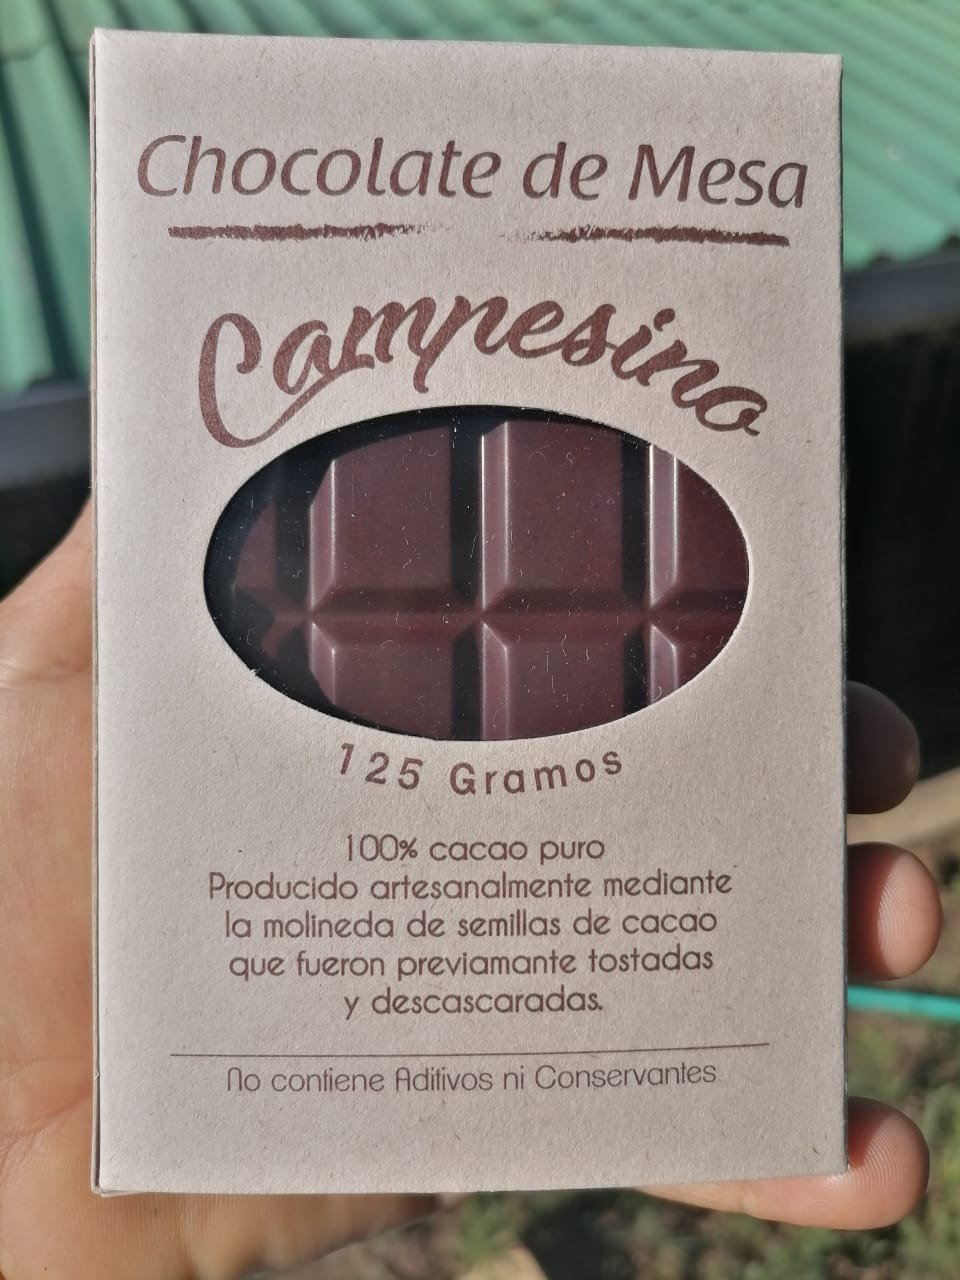 Chocolate de Mesa
Campesino
125 Gramos
100% cacao puro
Producido artesanalmente mediante
la molineda de semillas de cacao
que fueron previamante tostadas
y descascaradas.
No contiene Aditivos ni Conservantes